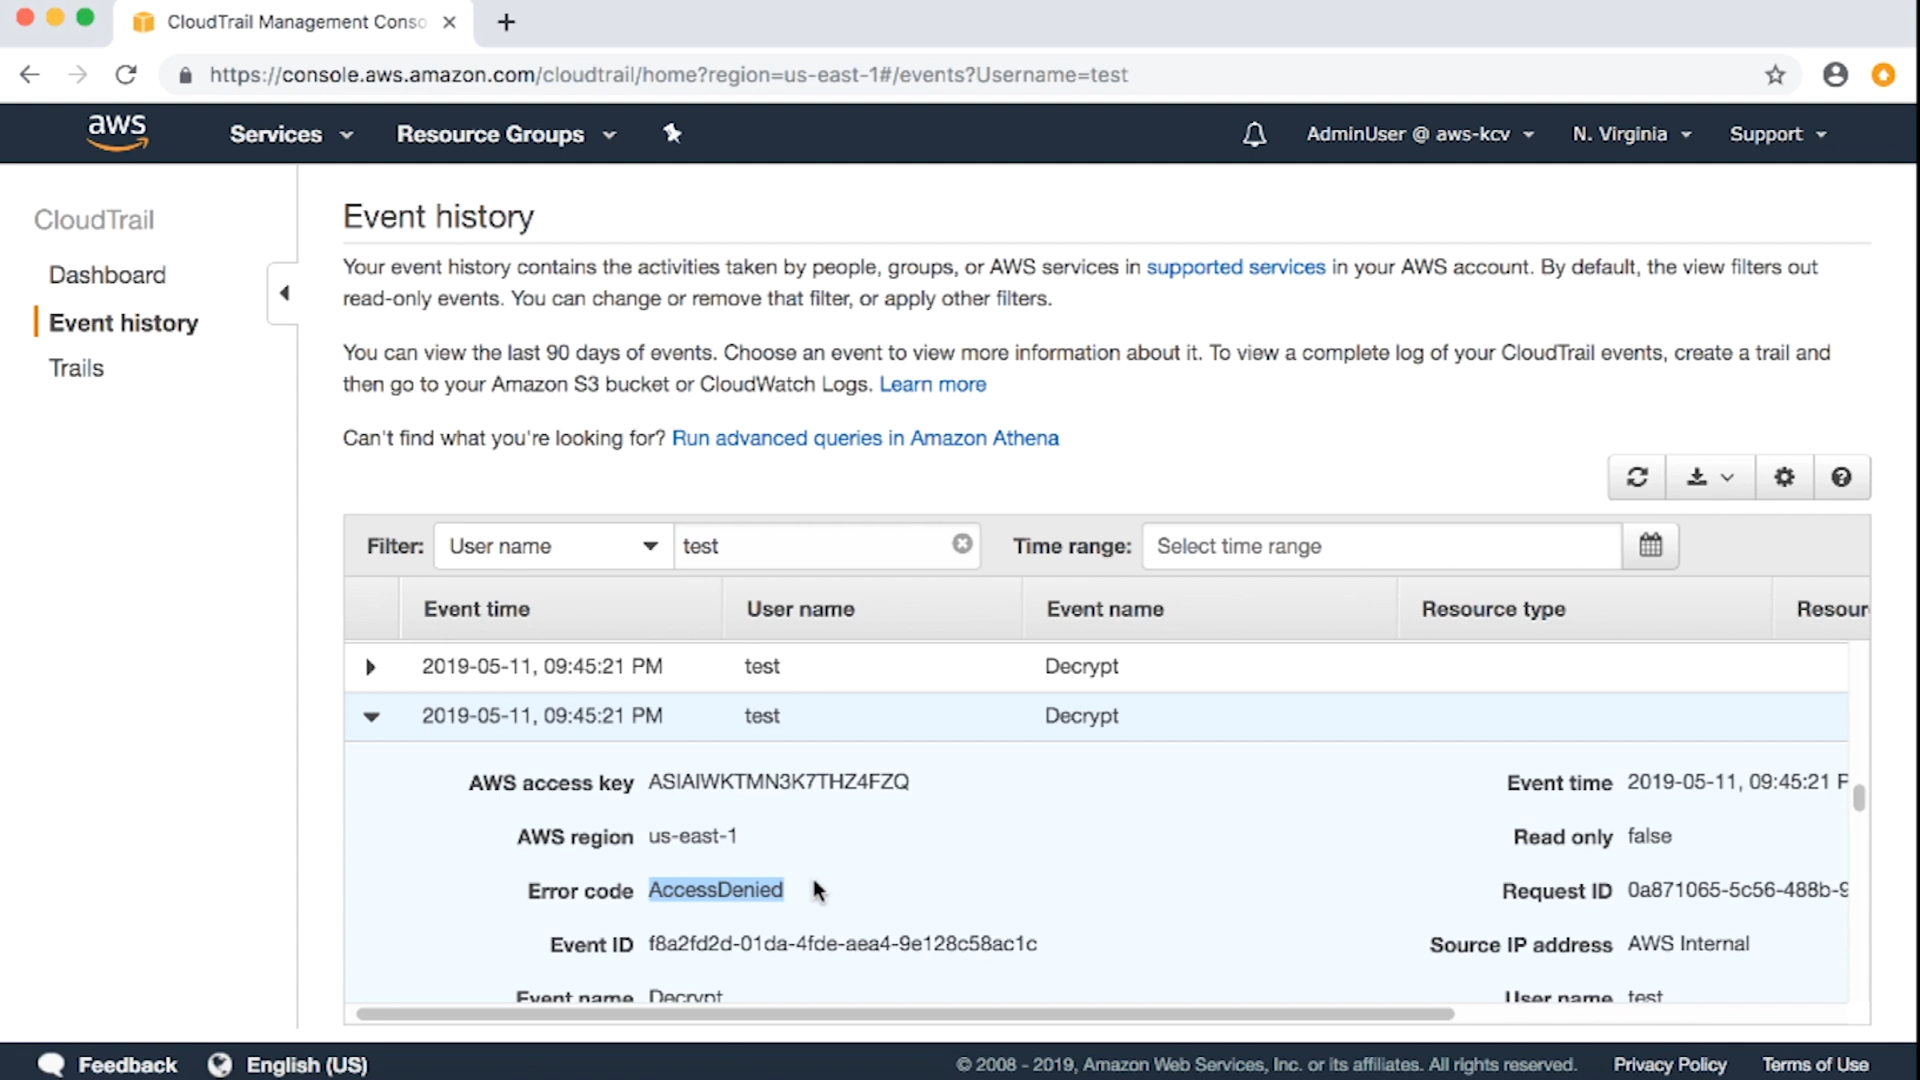 CloudTrail Management Conso
https://console.aws.amazon.com/cloudtrail/home?region=us-east-1#/events?Username=test
aws Services Resource Groups AdminUser @ aws-kcv N. Virginia Support
CloudTrail
Dashboard
Event history
Trails
Event history
Your event history contains the activities taken by people, groups, or AWS services in supported services in your AWS account. By default, the view filters out
read-only events. You can change or remove that filter, or apply other filters.
You can view the last 90 days of events. Choose an event to view more information about it. To view a complete log of your CloudTrail events, create a trail and
then go to your Amazon S3 bucket or CloudWatch Logs. Learn more
Can't find what you're looking for? Run advanced queries in Amazon Athena
Filter: User name test Time range: Select time range
Event time User name Event name Resource type Resour
2019-05-11, 09:45:21 PM test Decrypt
2019-05-11, 09:45:21 PM test Decrypt
AWS access key ASIAIWKTMN3K7THZ4FZQ Event time 2019-05-11, 09:45:21 P
AWS region us-east-1 Read only false
Error code AccessDenied Request ID 0a871065-5c56-488b-9
Event ID f8a2fd2d-01da-4fde-aea4-9e128c58ac1c Source IP address AWS Internal
Event name Decrypt User name test
Feedback English (US) © 2008 - 2019, Amazon Web Services, Inc. or its affiliates. All rights reserved. Privacy Policy Terms of Use